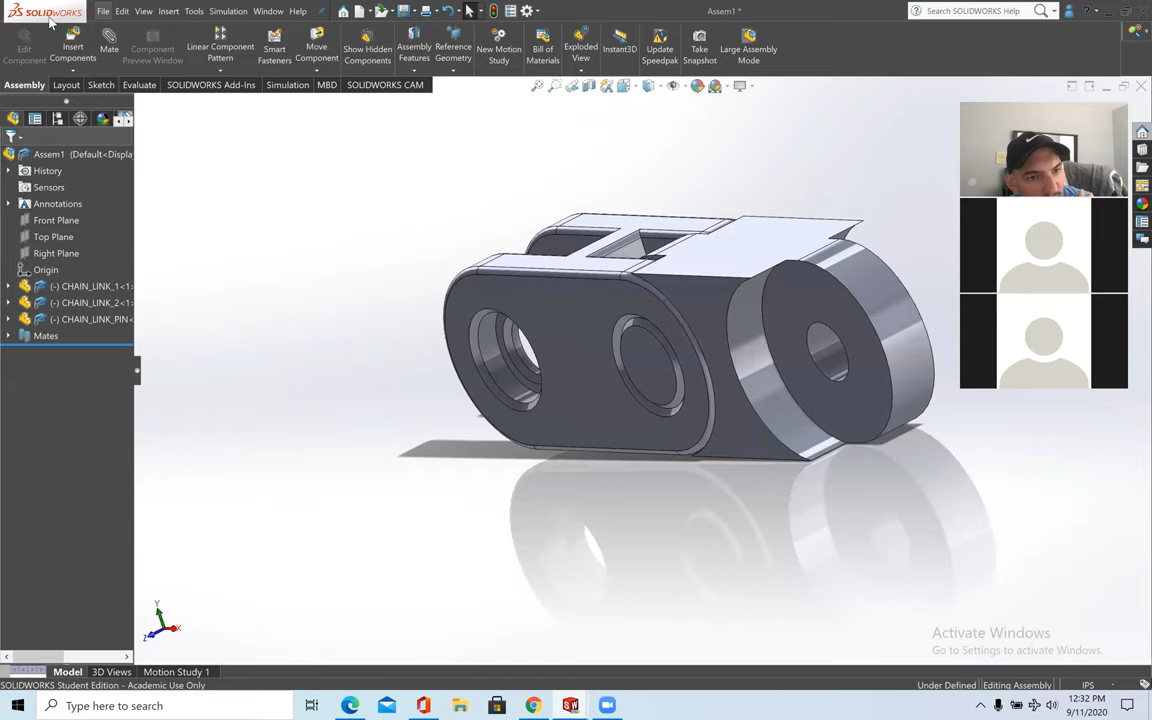 SOLIDWORKS
File Edit View Insert Tools Simulation Window Help
Assem1 *
Search SOLIDWORKS Help
Edit Component
Insert Components
Mate
Component Preview Window
Linear Component Pattern
Smart Fasteners
Move Component
Show Hidden Components
Assembly Features
Reference Geometry
New Motion Study
Bill of Materials
Exploded View
Instant3D
Update Speedpak
Take Snapshot
Large Assembly Mode
Assembly Layout Sketch Evaluate SOLIDWORKS Add-Ins Simulation MBD SOLIDWORKS CAM
Assem1 (Default<Displa
History
Sensors
Annotations
Front Plane
Top Plane
Right Plane
Origin
(-) CHAIN_LINK_1<1>
(-) CHAIN_LINK_2<1>
(-) CHAIN_LINK_PIN<
Mates
Y
X
Z
Activate Windows
Go to Settings to activate Windows.
Model 3D Views Motion Study 1
SOLIDWORKS Student Edition - Academic Use Only
Under Defined Editing Assembly IPS
Type here to search
12:32 PM
9/11/2020